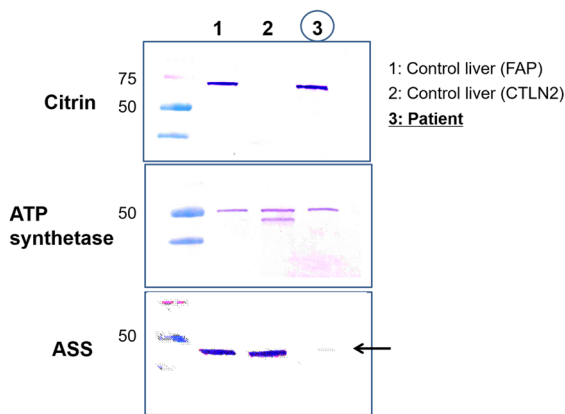 1 2 3
75
Citrin
50
1: Control liver (FAP)
2: Control liver (CTLN2)
3: Patient
ATP
synthetase
50
50
ASS